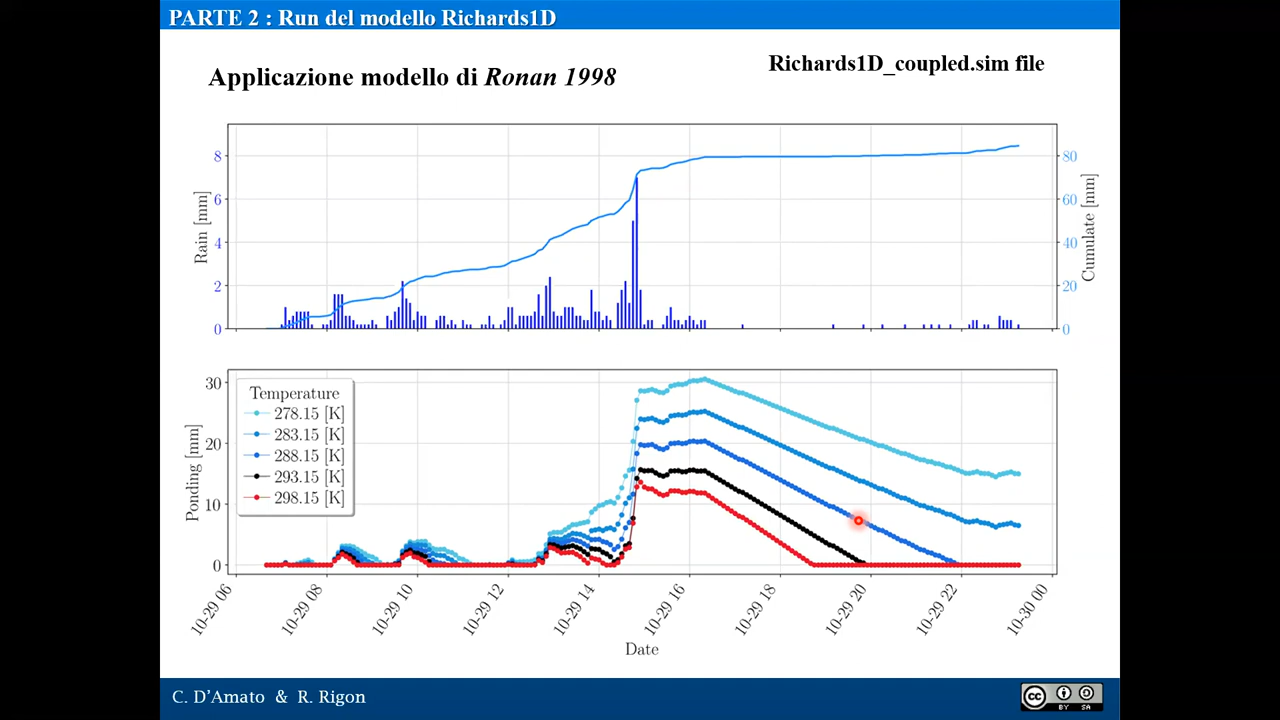 PARTE 2 : Run del modello Richards1D
Applicazione modello di Ronan 1998
Richards1D_coupled.sim file
8
6
4
2
0
Rain [mm]
80
60
40
20
0
Cumulate [mm]
30
20
10
0
Ponding [mm]
Temperature
278.15 [K]
283.15 [K]
288.15 [K]
293.15 [K]
298.15 [K]
10-29 06
10-29 08
10-29 10
10-29 12
10-29 14
10-29 16
10-29 18
10-29 20
10-29 22
10-30 00
Date
C. D'Amato & R. Rigon
cc
BY SA